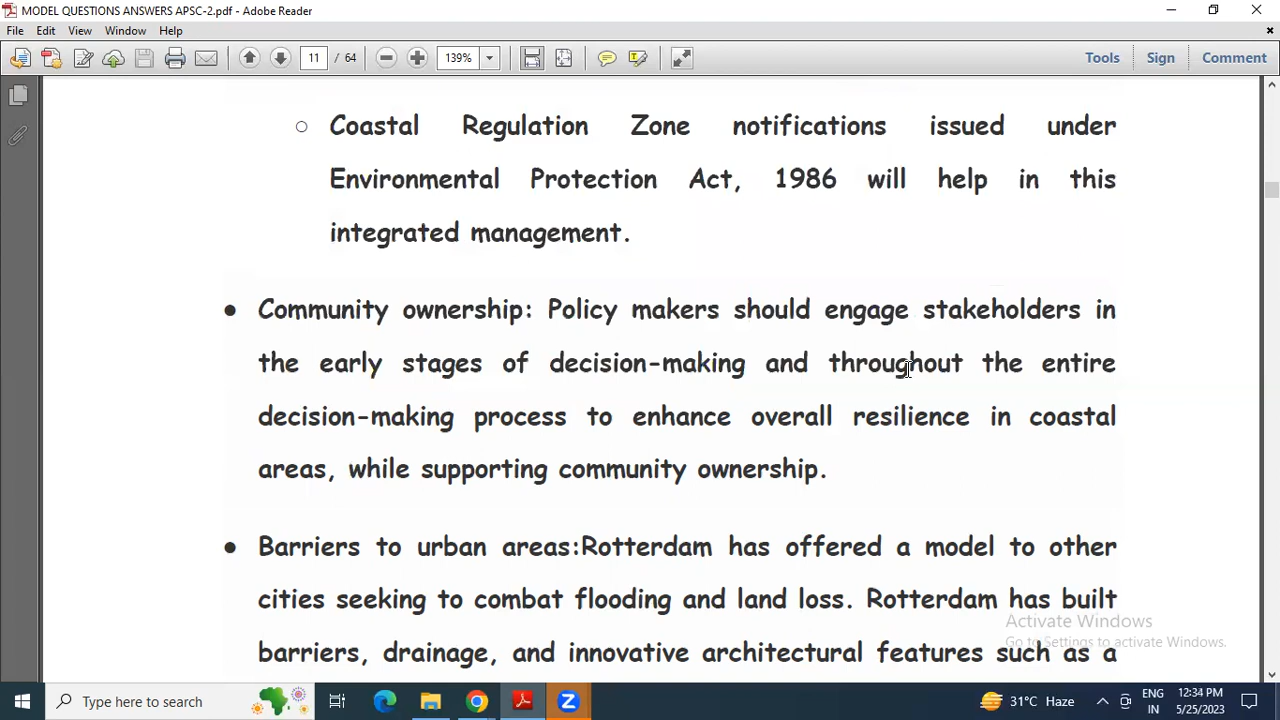 MODEL QUESTIONS ANSWERS APSC-2.pdf - Adobe Reader
File Edit View Window Help
11 / 64 139% Tools Sign Comment
Coastal Regulation Zone notifications issued under
Environmental Protection Act, 1986 will help in this
integrated management.
Community ownership: Policy makers should engage stakeholders in
the early stages of decision-making and throughout the entire
decision-making process to enhance overall resilience in coastal
areas, while supporting community ownership.
Barriers to urban areas:Rotterdam has offered a model to other
cities seeking to combat flooding and land loss. Rotterdam has built
barriers, drainage, and innovative architectural features such as a
Activate Windows
Go to Settings to activate Windows.
Type here to search
31°C Haze
ENG
IN
12:34 PM
5/25/2023